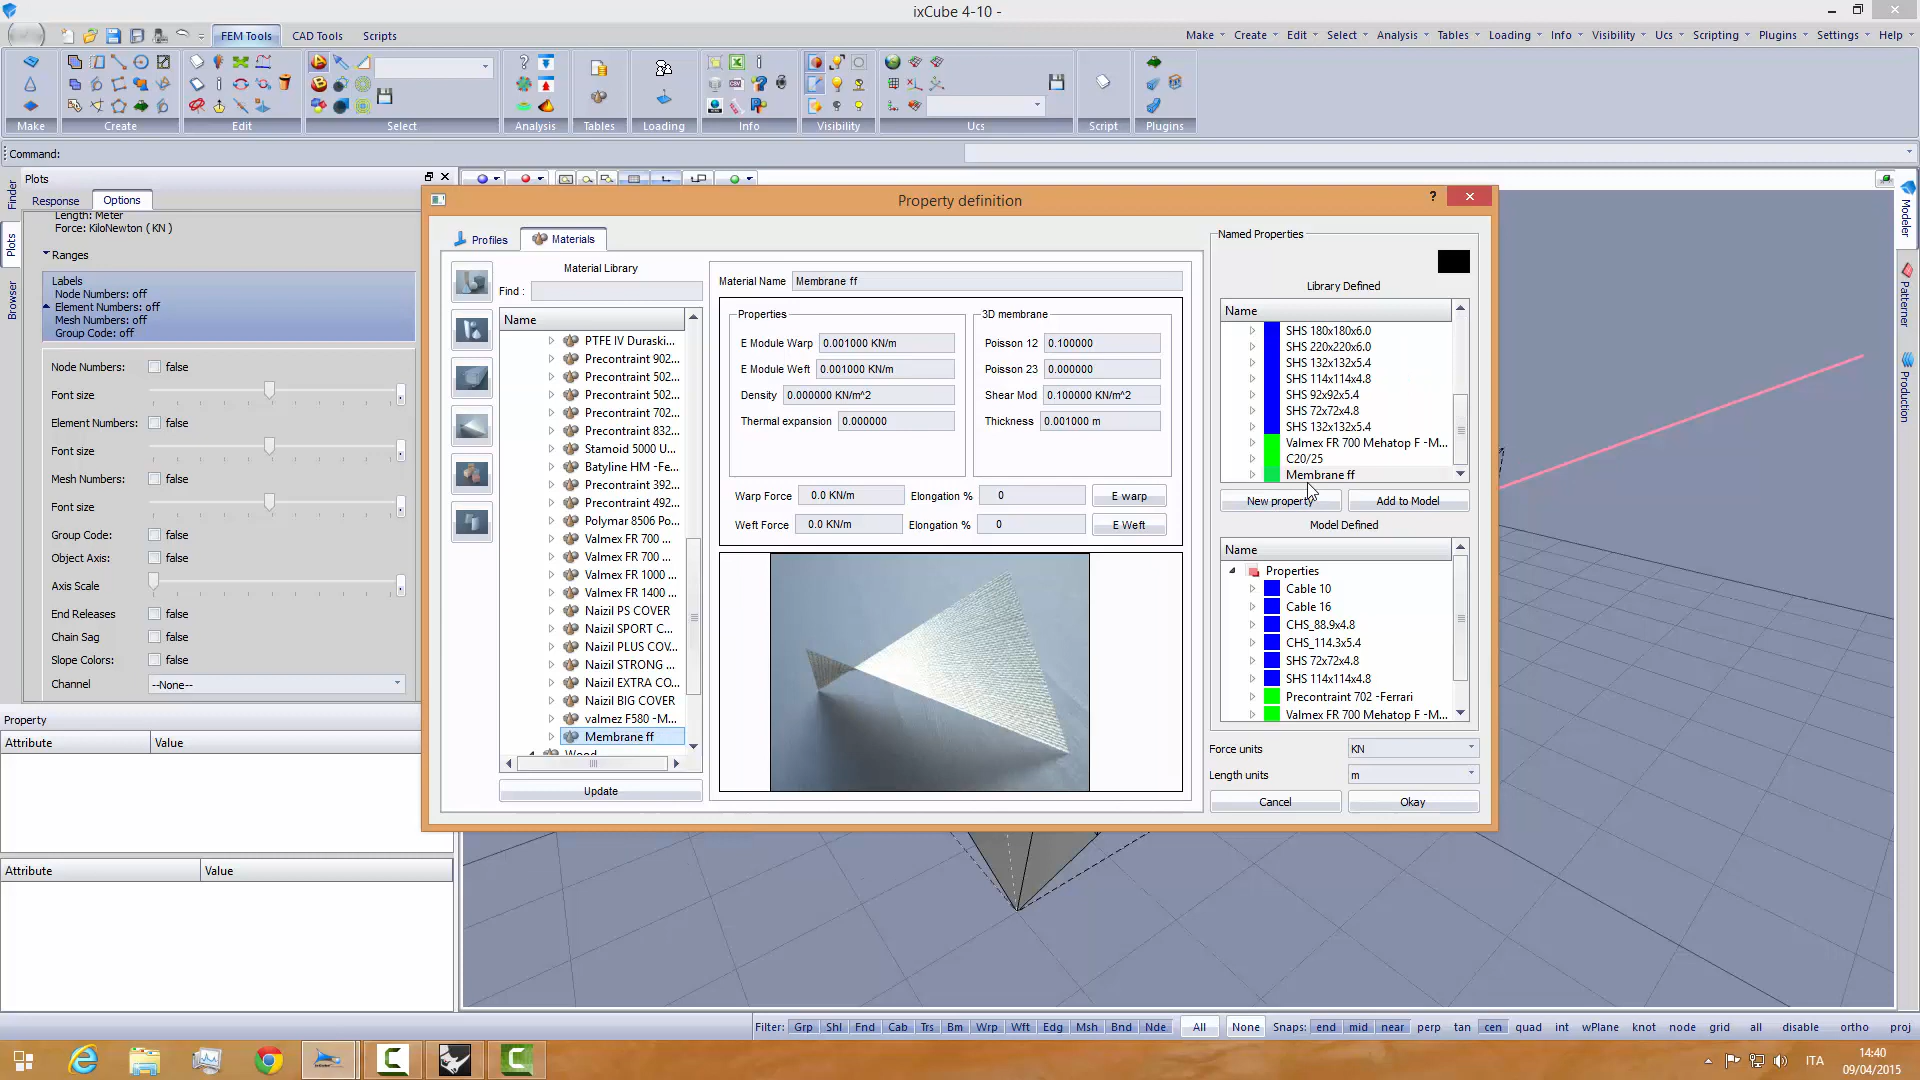 ixCube 4-10 -
FEM Tools CAD Tools Scripts
Make Create Edit Select Analysis Tables Loading Info Visibility Ucs Scripting Plugins Settings Help
Make Create Edit Select Analysis Tables Loading Info Visibility Ucs Script Plugins
Command:
Plots
Response Options
Length: Meter
Force: KiloNewton ( KN )
Ranges
Labels
Node Numbers: off
Element Numbers: off
Mesh Numbers: off
Group Code: off
Node Numbers: false
Font size
Element Numbers: false
Font size
Mesh Numbers: false
Font size
Group Code: false
Object Axis: false
Axis Scale
End Releases false
Chain Sag false
Slope Colors: false
Channel --None--
Property
Attribute Value
Attribute Value
Finder
Plots
Browser
Property definition
?
Profiles Materials
Material Library
Find :
Name
PTFE IV Duraski...
Precontraint 902...
Precontraint 502...
Precontraint 502...
Precontraint 702...
Precontraint 832...
Stamoid 5000 U...
Batyline HM -Fe...
Precontraint 392...
Precontraint 492...
Polymar 8506 Po...
Valmex FR 700 ...
Valmex FR 700 ...
Valmex FR 1000 ...
Valmex FR 1400 ...
Naizil PS COVER
Naizil SPORT C...
Naizil PLUS COV...
Naizil STRONG ...
Naizil EXTRA CO...
Naizil BIG COVER
valmez F580 -M...
Membrane ff
Wood
Update
Material Name Membrane ff
Properties
E Module Warp 0.001000 KN/m
E Module Weft 0.001000 KN/m
Density 0.000000 KN/m^2
Thermal expansion 0.000000
3D membrane
Poisson 12 0.100000
Poisson 23 0.000000
Shear Mod 0.100000 KN/m^2
Thickness 0.001000 m
Warp Force 0.0 KN/m Elongation % 0 E warp
Weft Force 0.0 KN/m Elongation % 0 E Weft
Named Properties
Library Defined
Name
SHS 180x180x6.0
SHS 220x220x6.0
SHS 132x132x5.4
SHS 114x114x4.8
SHS 92x92x5.4
SHS 72x72x4.8
SHS 132x132x5.4
Valmex FR 700 Mehatop F -M...
C20/25
Membrane ff
New property Add to Model
Model Defined
Name
Properties
Cable 10
Cable 16
CHS_88.9x4.8
CHS_114.3x5.4
SHS 72x72x4.8
SHS 114x114x4.8
Precontraint 702 -Ferrari
Valmex FR 700 Mehatop F -M...
Force units KN
Length units m
Cancel Okay
Modeler
Patterner
Production
Filter: Grp Shl Fnd Cab Trs Bm Wrp Wft Edg Msh Bnd Nde All None Snaps: end mid near perp tan cen quad int wPlane knot node grid all disable ortho proj
ITA
14:40
09/04/2015